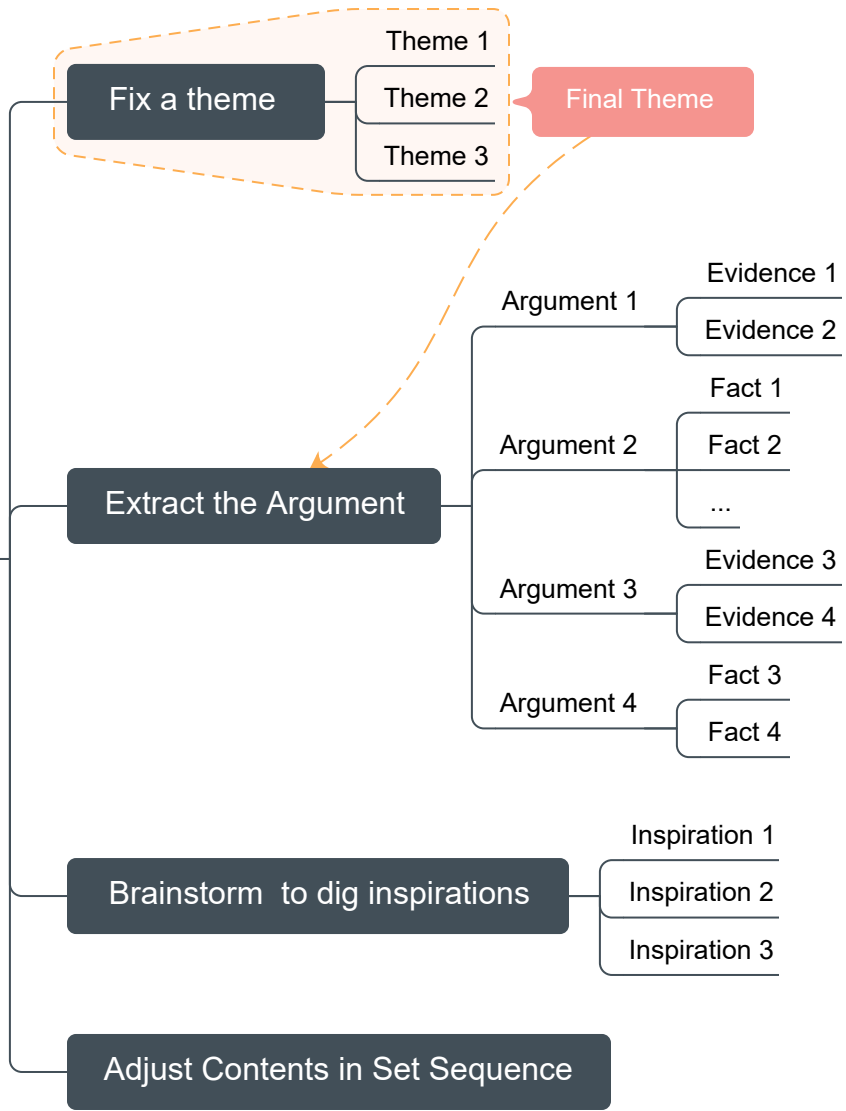 Fix a theme
Theme 1
Theme 2
Theme 3
Final Theme
Extract the Argument
Argument 1
Evidence 1
Evidence 2
Argument 2
Fact 1
Fact 2
...
Argument 3
Evidence 3
Evidence 4
Argument 4
Fact 3
Fact 4
Brainstorm  to dig inspirations
Inspiration 1
Inspiration 2
Inspiration 3
Adjust Contents in Set Sequence